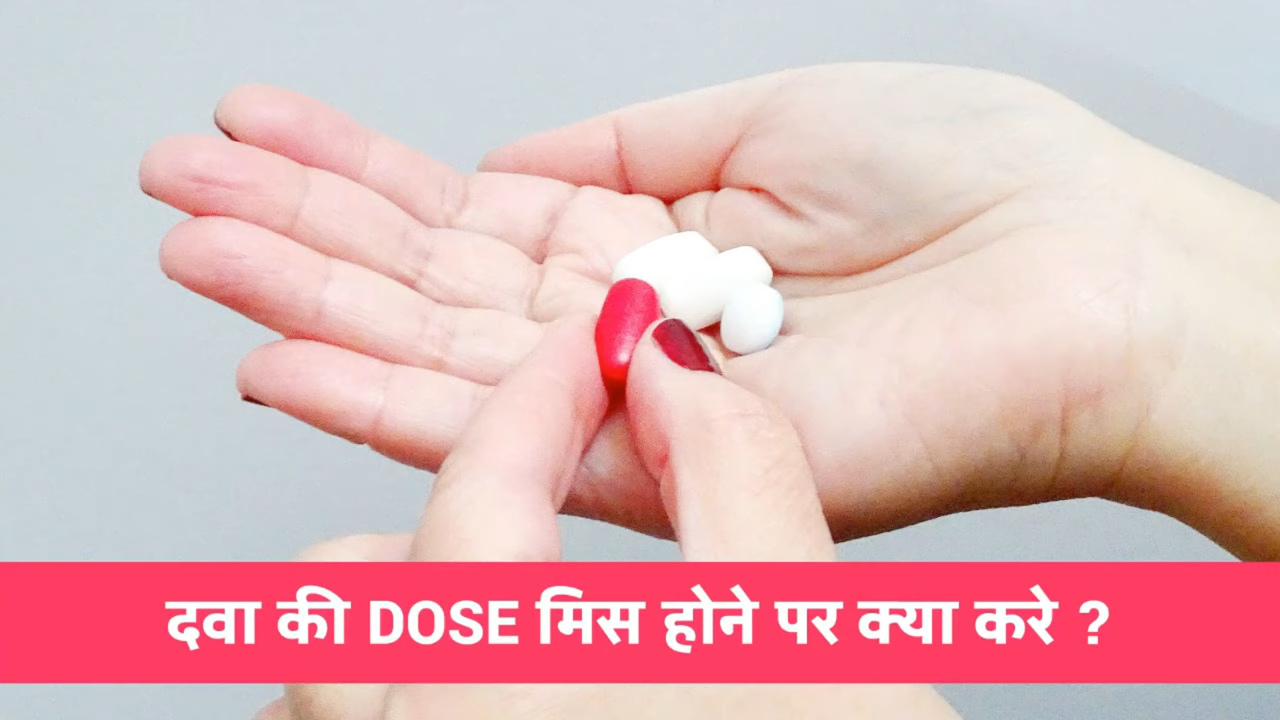 दवा की DOSE मिस होने पर क्या करे ?